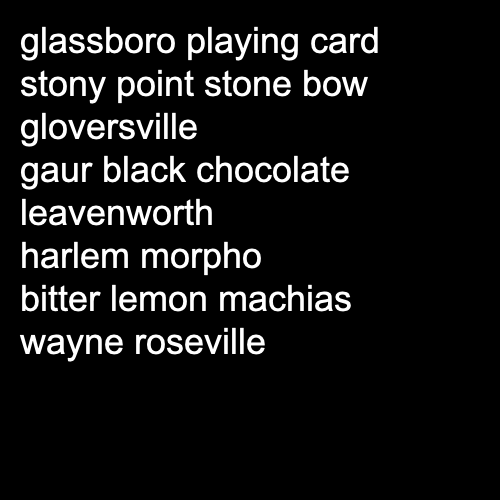 glassboro playing card
stony point stone bow
gloversville
gaur black chocolate
leavenworth
harlem morpho
bitter lemon machias
wayne roseville